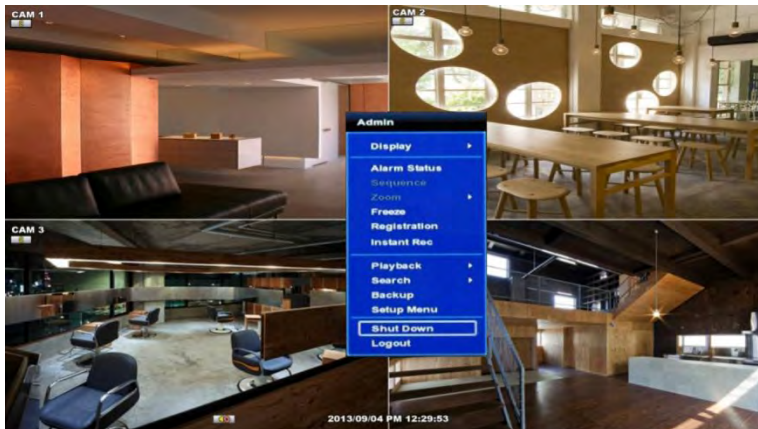 CAM 1
CAM 2
Admin
Display
Alarm Status
Sequence
Zoom
Freeze
Registration
Instant Rec
CAM 3
Playback
Search
Backup
Setup Menu
Shut Down
Logout
2013/09/04 PM 12:29:53